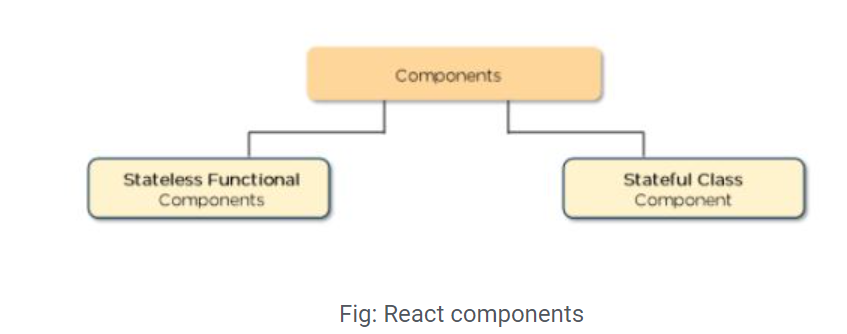 Components
Stateless Functional
Components
Stateful Class
Component
Fig: React components